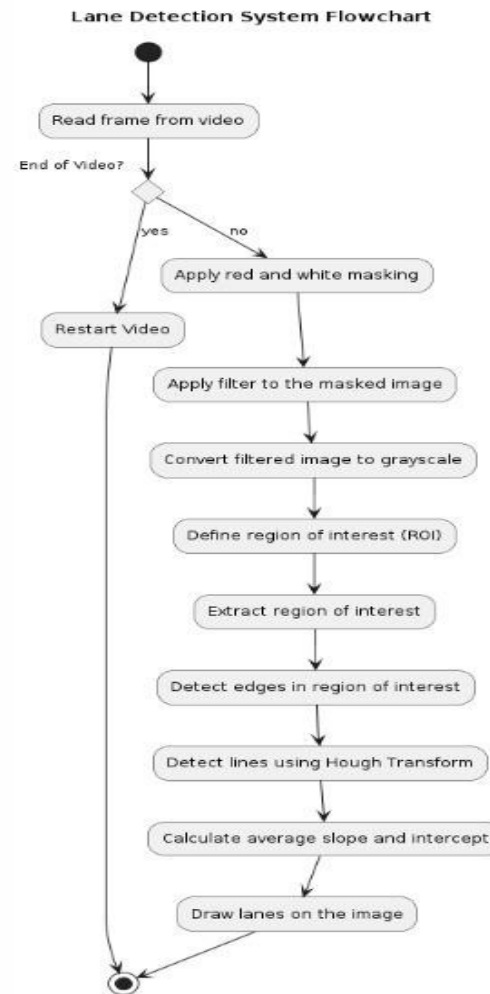 Lane Detection System Flowchart
Read frame from video
End of Video?
yes
no
Apply red and white masking
Restart Video
Apply filter to the masked image
Convert filtered image to grayscale
Define region of interest (ROI)
Extract region of interest
Detect edges in region of interest
Detect lines using Hough Transform
Calculate average slope and intercept
Draw lanes on the image